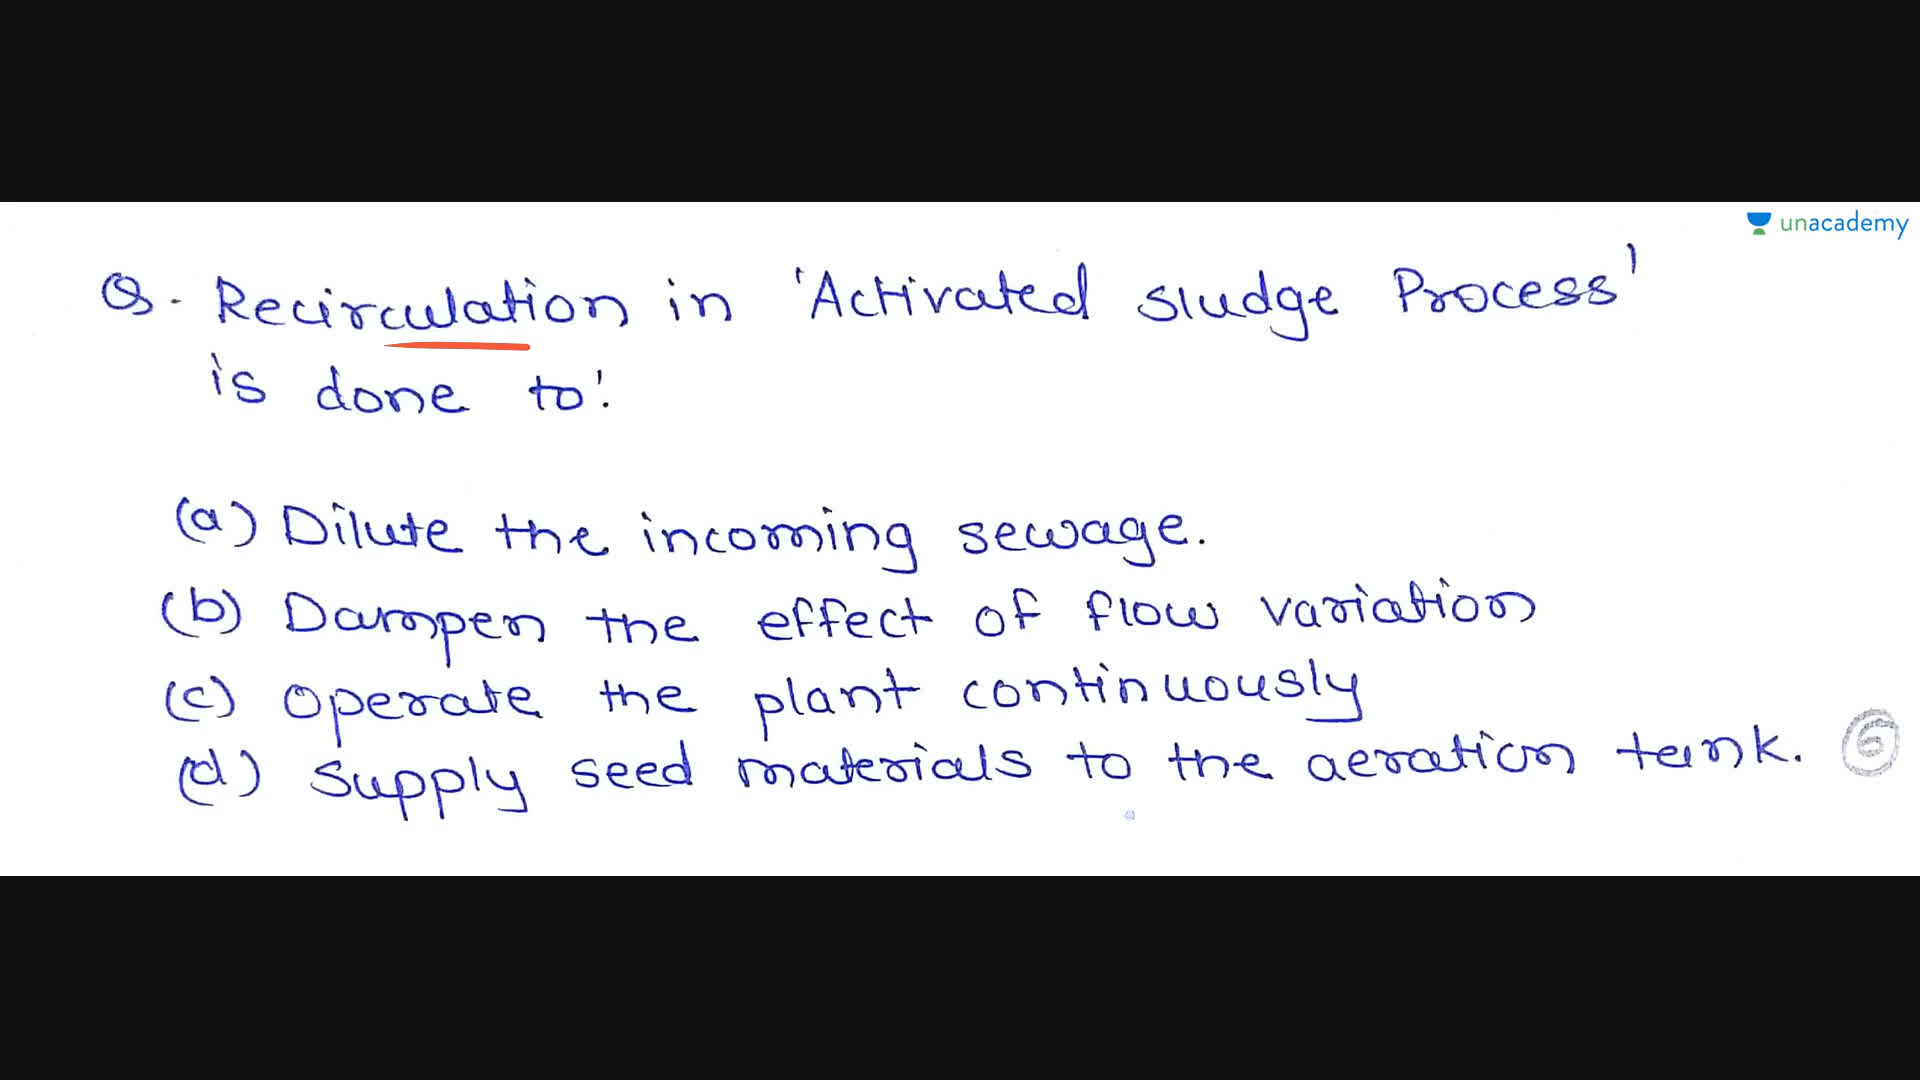 unacademy
Q. Recirculation in 'Activated sludge Process'
is done to:
(a) Dilute the incoming sewage.
(b) Dampen the effect of flow variation
(c) Operate the plant continuously
(d) Supply seed materials to the aeration tank. 5